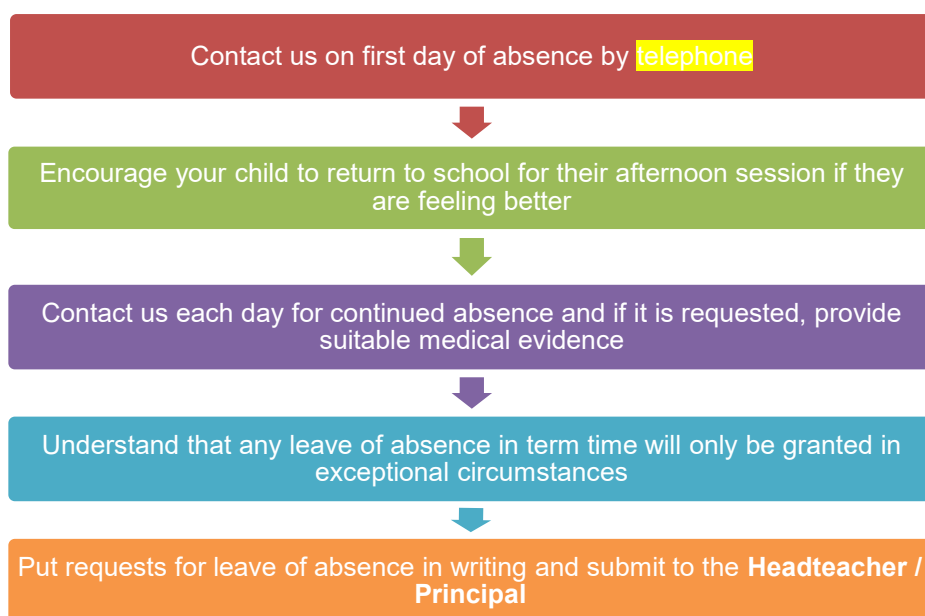 Contact us on first day of absence by telephone
Encourage your child to return to school for their afternoon session if they
are feeling better
Contact us each day for continued absence and if it is requested, provide
suitable medical evidence
Understand that any leave of absence in term time will only be granted in
exceptional circumstances
Put requests for leave of absence in writing and submit to the Headteacher /
Principal